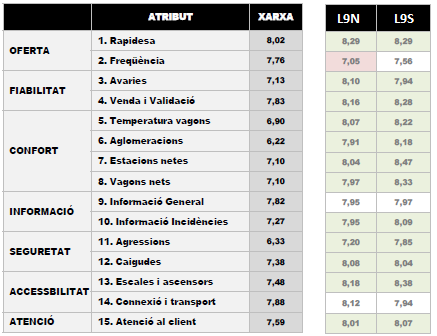 ATRIBUT XARXA L9N L9S
OFERTA 1. Rapidesa 8,02 8,29 8,29
2. Freqüència 7,76 7,05 7,56
FIABILITAT 3. Avaries 7,13 8,10 7,94
4. Venda i Validació 7,83 8,16 8,28
CONFORT 5. Temperatura vagons 6,90 8,07 8,22
6. Aglomeracions 6,22 7,91 8,18
7. Estacions netes 7,10 8,04 8,47
8. Vagons nets 7,10 7,97 8,33
INFORMACIÓ 9. Informació General 7,82 7,95 7,97
10. Informació Incidències 7,27 7,95 8,09
SEGURETAT 11. Agressions 6,33 7,20 7,85
12. Caigudes 7,38 8,08 8,04
ACCESSBILITAT 13. Escales i ascensors 7,48 8,18 8,38
14. Connexió i transport 7,88 8,12 7,94
ATENCIÓ 15. Atenció al client 7,59 8,01 8,07